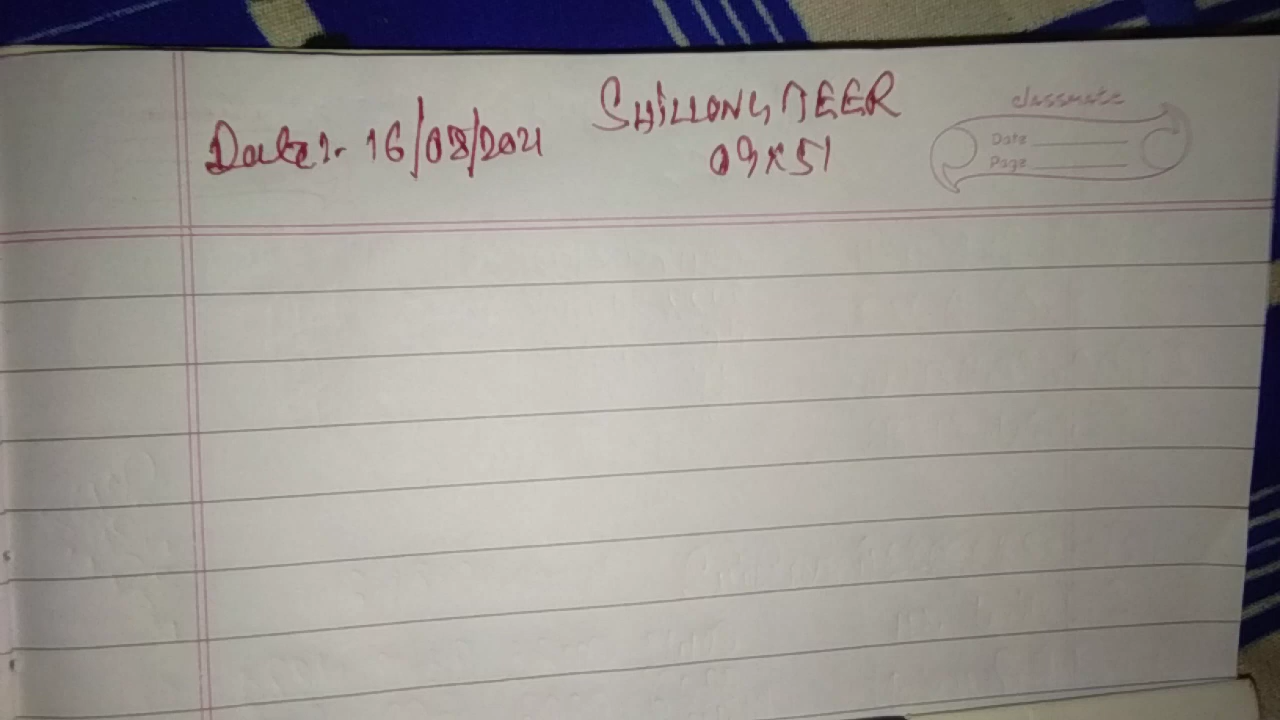 Date:- 16/08/2021
SHILLONG TEER
09x51
classmate
Date
Page